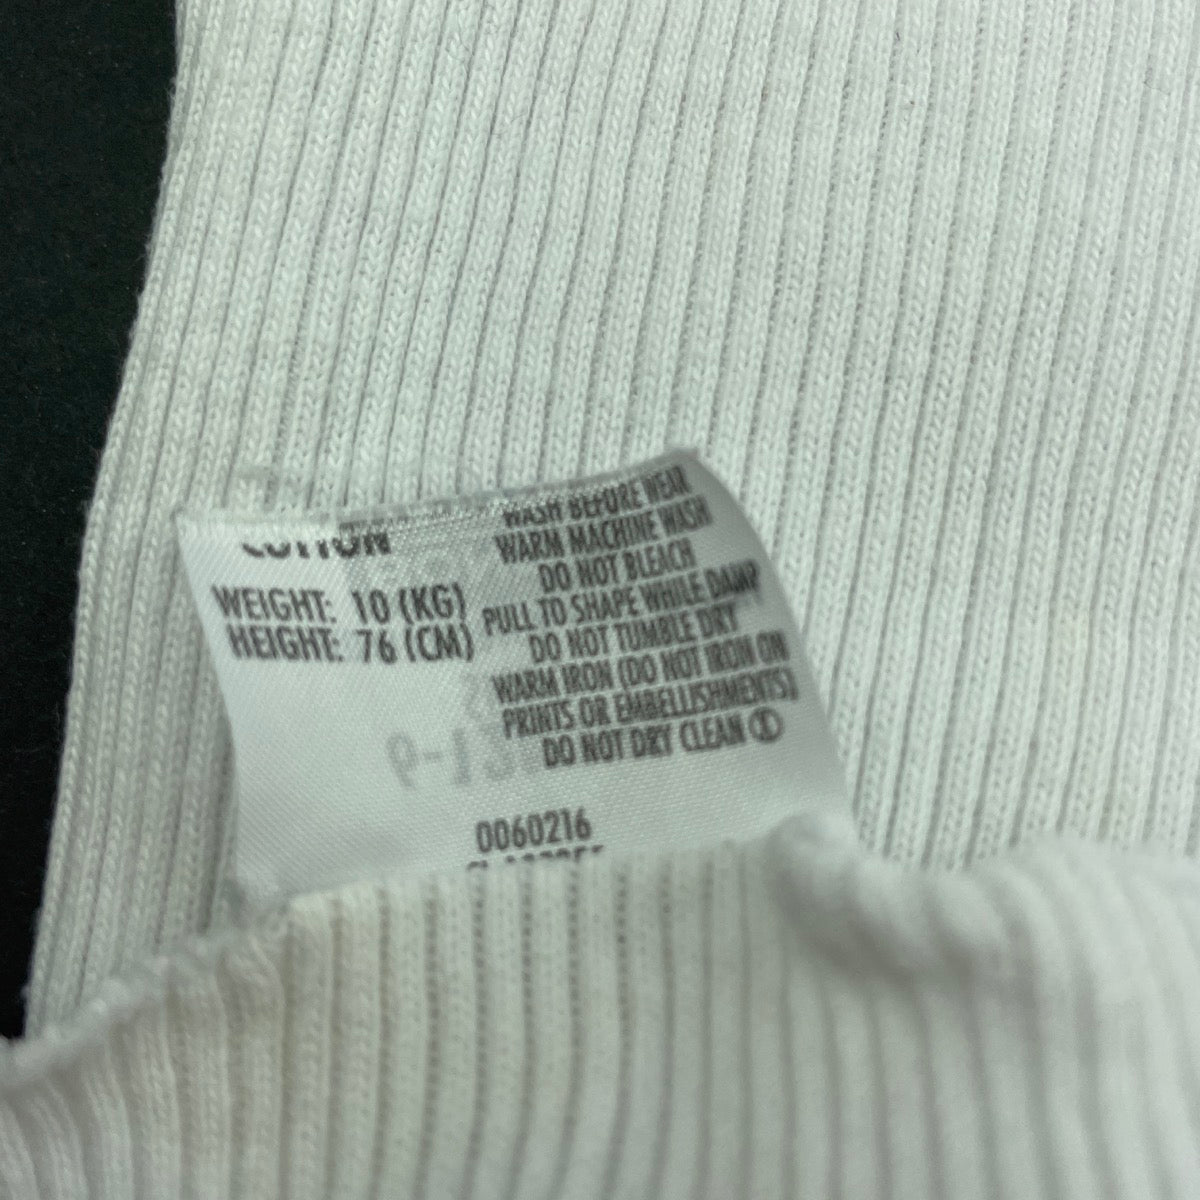 COTTON
WEIGHT: 10 (KG)
HEIGHT: 76 (CM)
WASH BEFORE WEAR
WARM MACHINE WASH
DO NOT BLEACH
PULL TO SHAPE WHILE DAMP
DO NOT TUMBLE DRY
WARM IRON (DO NOT IRON ON
PRINTS OR EMBELLISHMENTS)
DO NOT DRY CLEAN
0060216